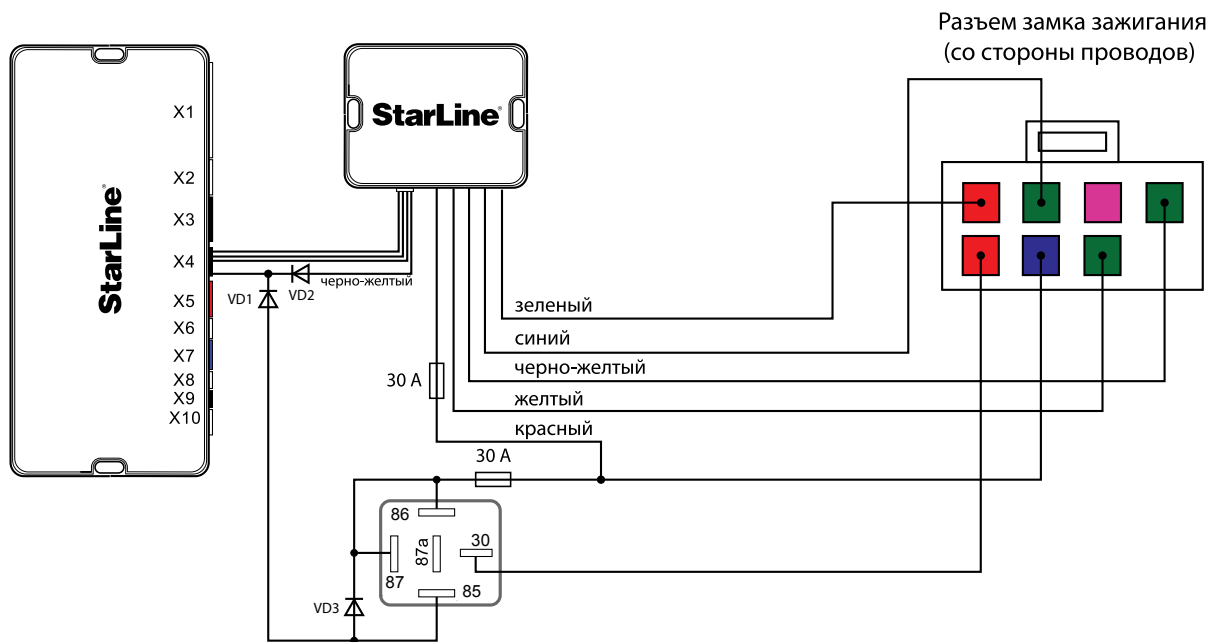 Разъем замка зажигания
(со стороны проводов)
StarLine®
X1
X2
X3
X4
X5
X6
X7
X8
X9
X10
StarLine®
черно-желтый
VD1
VD2
зеленый
синий
черно-желтый
желтый
красный
30 А
30 А
86
87а
30
87
85
VD3